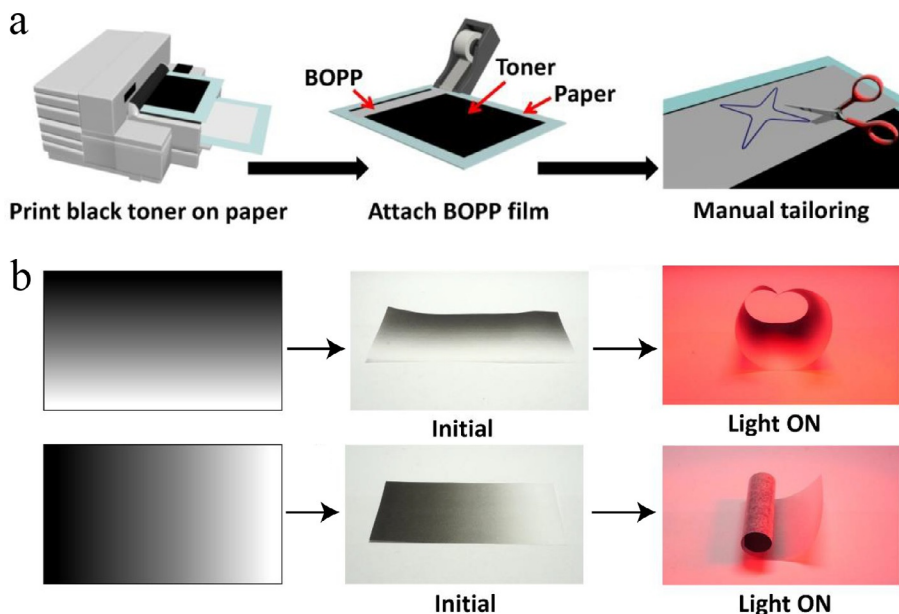 a
BOPP
Toner
Paper
Print black toner on paper
Attach BOPP film
Manual tailoring
b
Initial
Light ON
Initial
Light ON